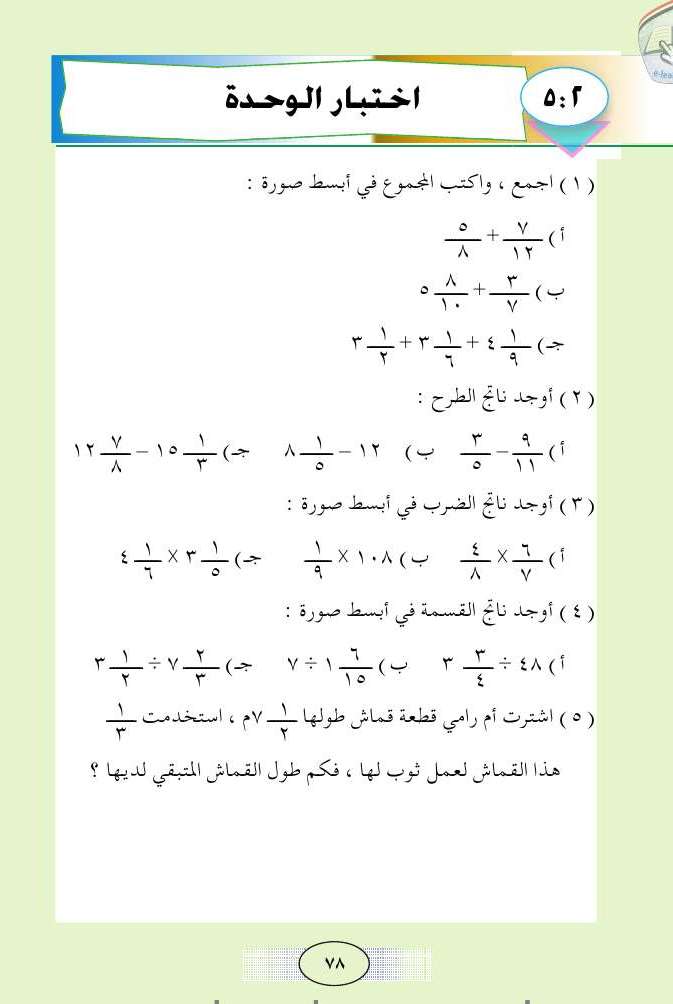 ٥:٢
اختبار الوحدة
(١) اجمع ، واكتب المجموع في أبسط صورة :
أ) ٧/١٢ + ٥/٨
ب) ٣/٧ + ٥ ٨/١٠
جـ) ٤ ١/٩ + ٣ ١/٦ + ٣ ١/٢
(٢) أوجد ناتج الطرح :
أ) ٩/١١ − ٣/٥ ب) ١٢ − ٨ ١/٥ جـ) ١٥ ١/٣ − ١٢ ٧/٨
(٣) أوجد ناتج الضرب في أبسط صورة :
أ) ٦/٧ × ٤/٨ ب) ١٠٨ × ١/٩ جـ) ٣ ١/٥ × ٤ ١/٦
(٤) أوجد ناتج القسمة في أبسط صورة :
أ) ٤٨ ÷ ٣ ٣/٤ ب) ١ ٦/١٥ ÷ ٧ جـ) ٧ ٢/٣ ÷ ٣ ١/٢
(٥) اشترت أم رامي قطعة قماش طولها ٧ ١/٢م ، استخدمت ١/٣
هذا القماش لعمل ثوب لها ، فكم طول القماش المتبقي لديها ؟
٧٨